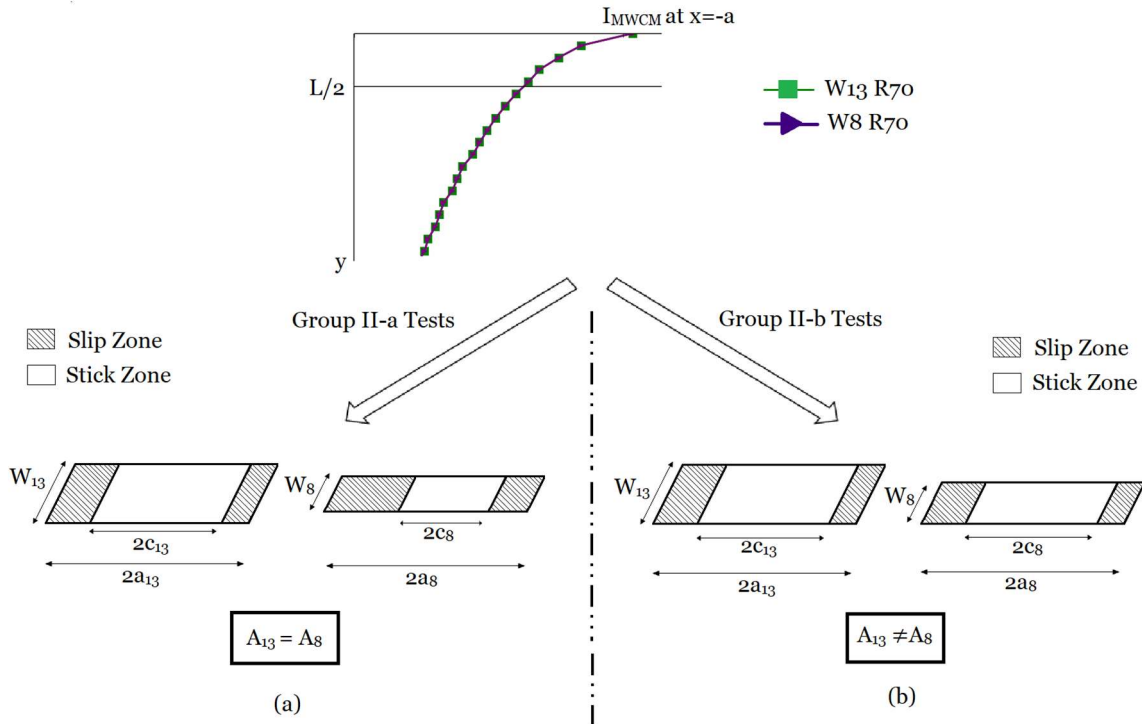 I_MWCM at x=-a
L/2
y
W13 R70
W8 R70
Group II-a Tests
Group II-b Tests
Slip Zone
Stick Zone
Slip Zone
Stick Zone
W₁₃
2c₁₃
2a₁₃
W₈
2c₈
2a₈
W₁₃
2c₁₃
2a₁₃
W₈
2c₈
2a₈
A₁₃ = A₈
A₁₃ ≠ A₈
(a)
(b)